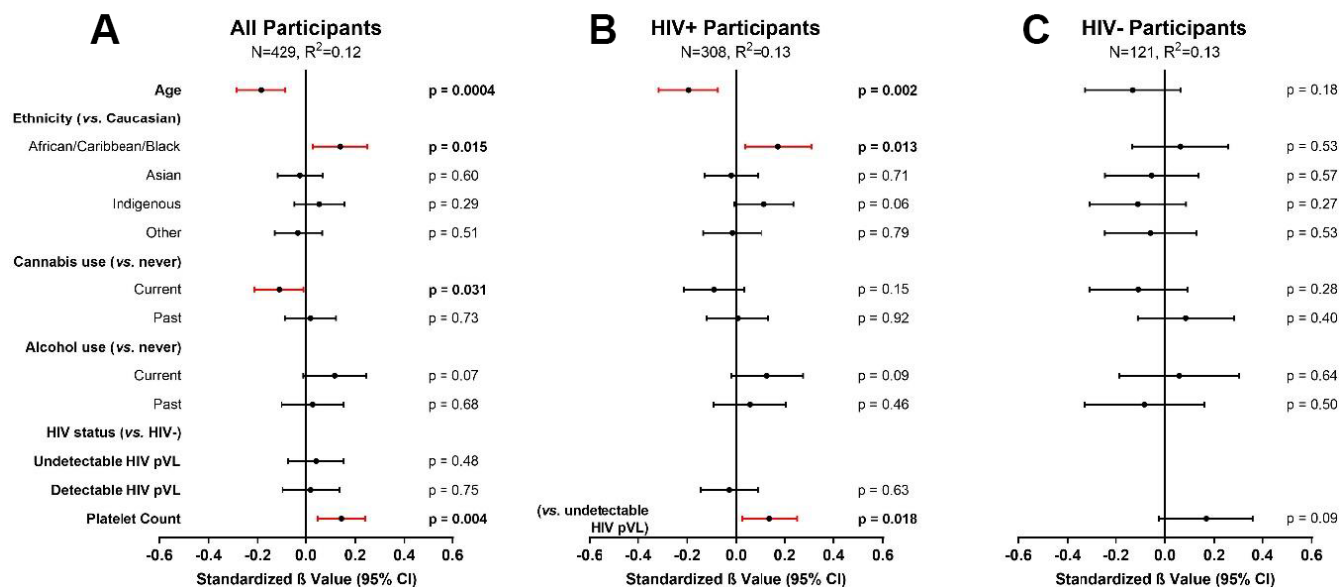 A
All Participants
N=429, R²=0.12
B
HIV+ Participants
N=308, R²=0.13
C
HIV- Participants
N=121, R²=0.13
Age p = 0.0004 p = 0.002 p = 0.18
Ethnicity (vs. Caucasian)
African/Caribbean/Black p = 0.015 p = 0.013 p = 0.53
Asian p = 0.60 p = 0.71 p = 0.57
Indigenous p = 0.29 p = 0.06 p = 0.27
Other p = 0.51 p = 0.79 p = 0.53
Cannabis use (vs. never)
Current p = 0.031 p = 0.15 p = 0.28
Past p = 0.73 p = 0.92 p = 0.40
Alcohol use (vs. never)
Current p = 0.07 p = 0.09 p = 0.64
Past p = 0.68 p = 0.46 p = 0.50
HIV status (vs. HIV-)
Undetectable HIV pVL p = 0.48
Detectable HIV pVL p = 0.75 p = 0.63
(vs. undetectable
HIV pVL)
Platelet Count p = 0.004 p = 0.018 p = 0.09
-0.6 -0.4 -0.2 0.0 0.2 0.4 0.6 -0.6 -0.4 -0.2 0.0 0.2 0.4 0.6 -0.6 -0.4 -0.2 0.0 0.2 0.4 0.6
Standardized ß Value (95% CI) Standardized ß Value (95% CI) Standardized ß Value (95% CI)